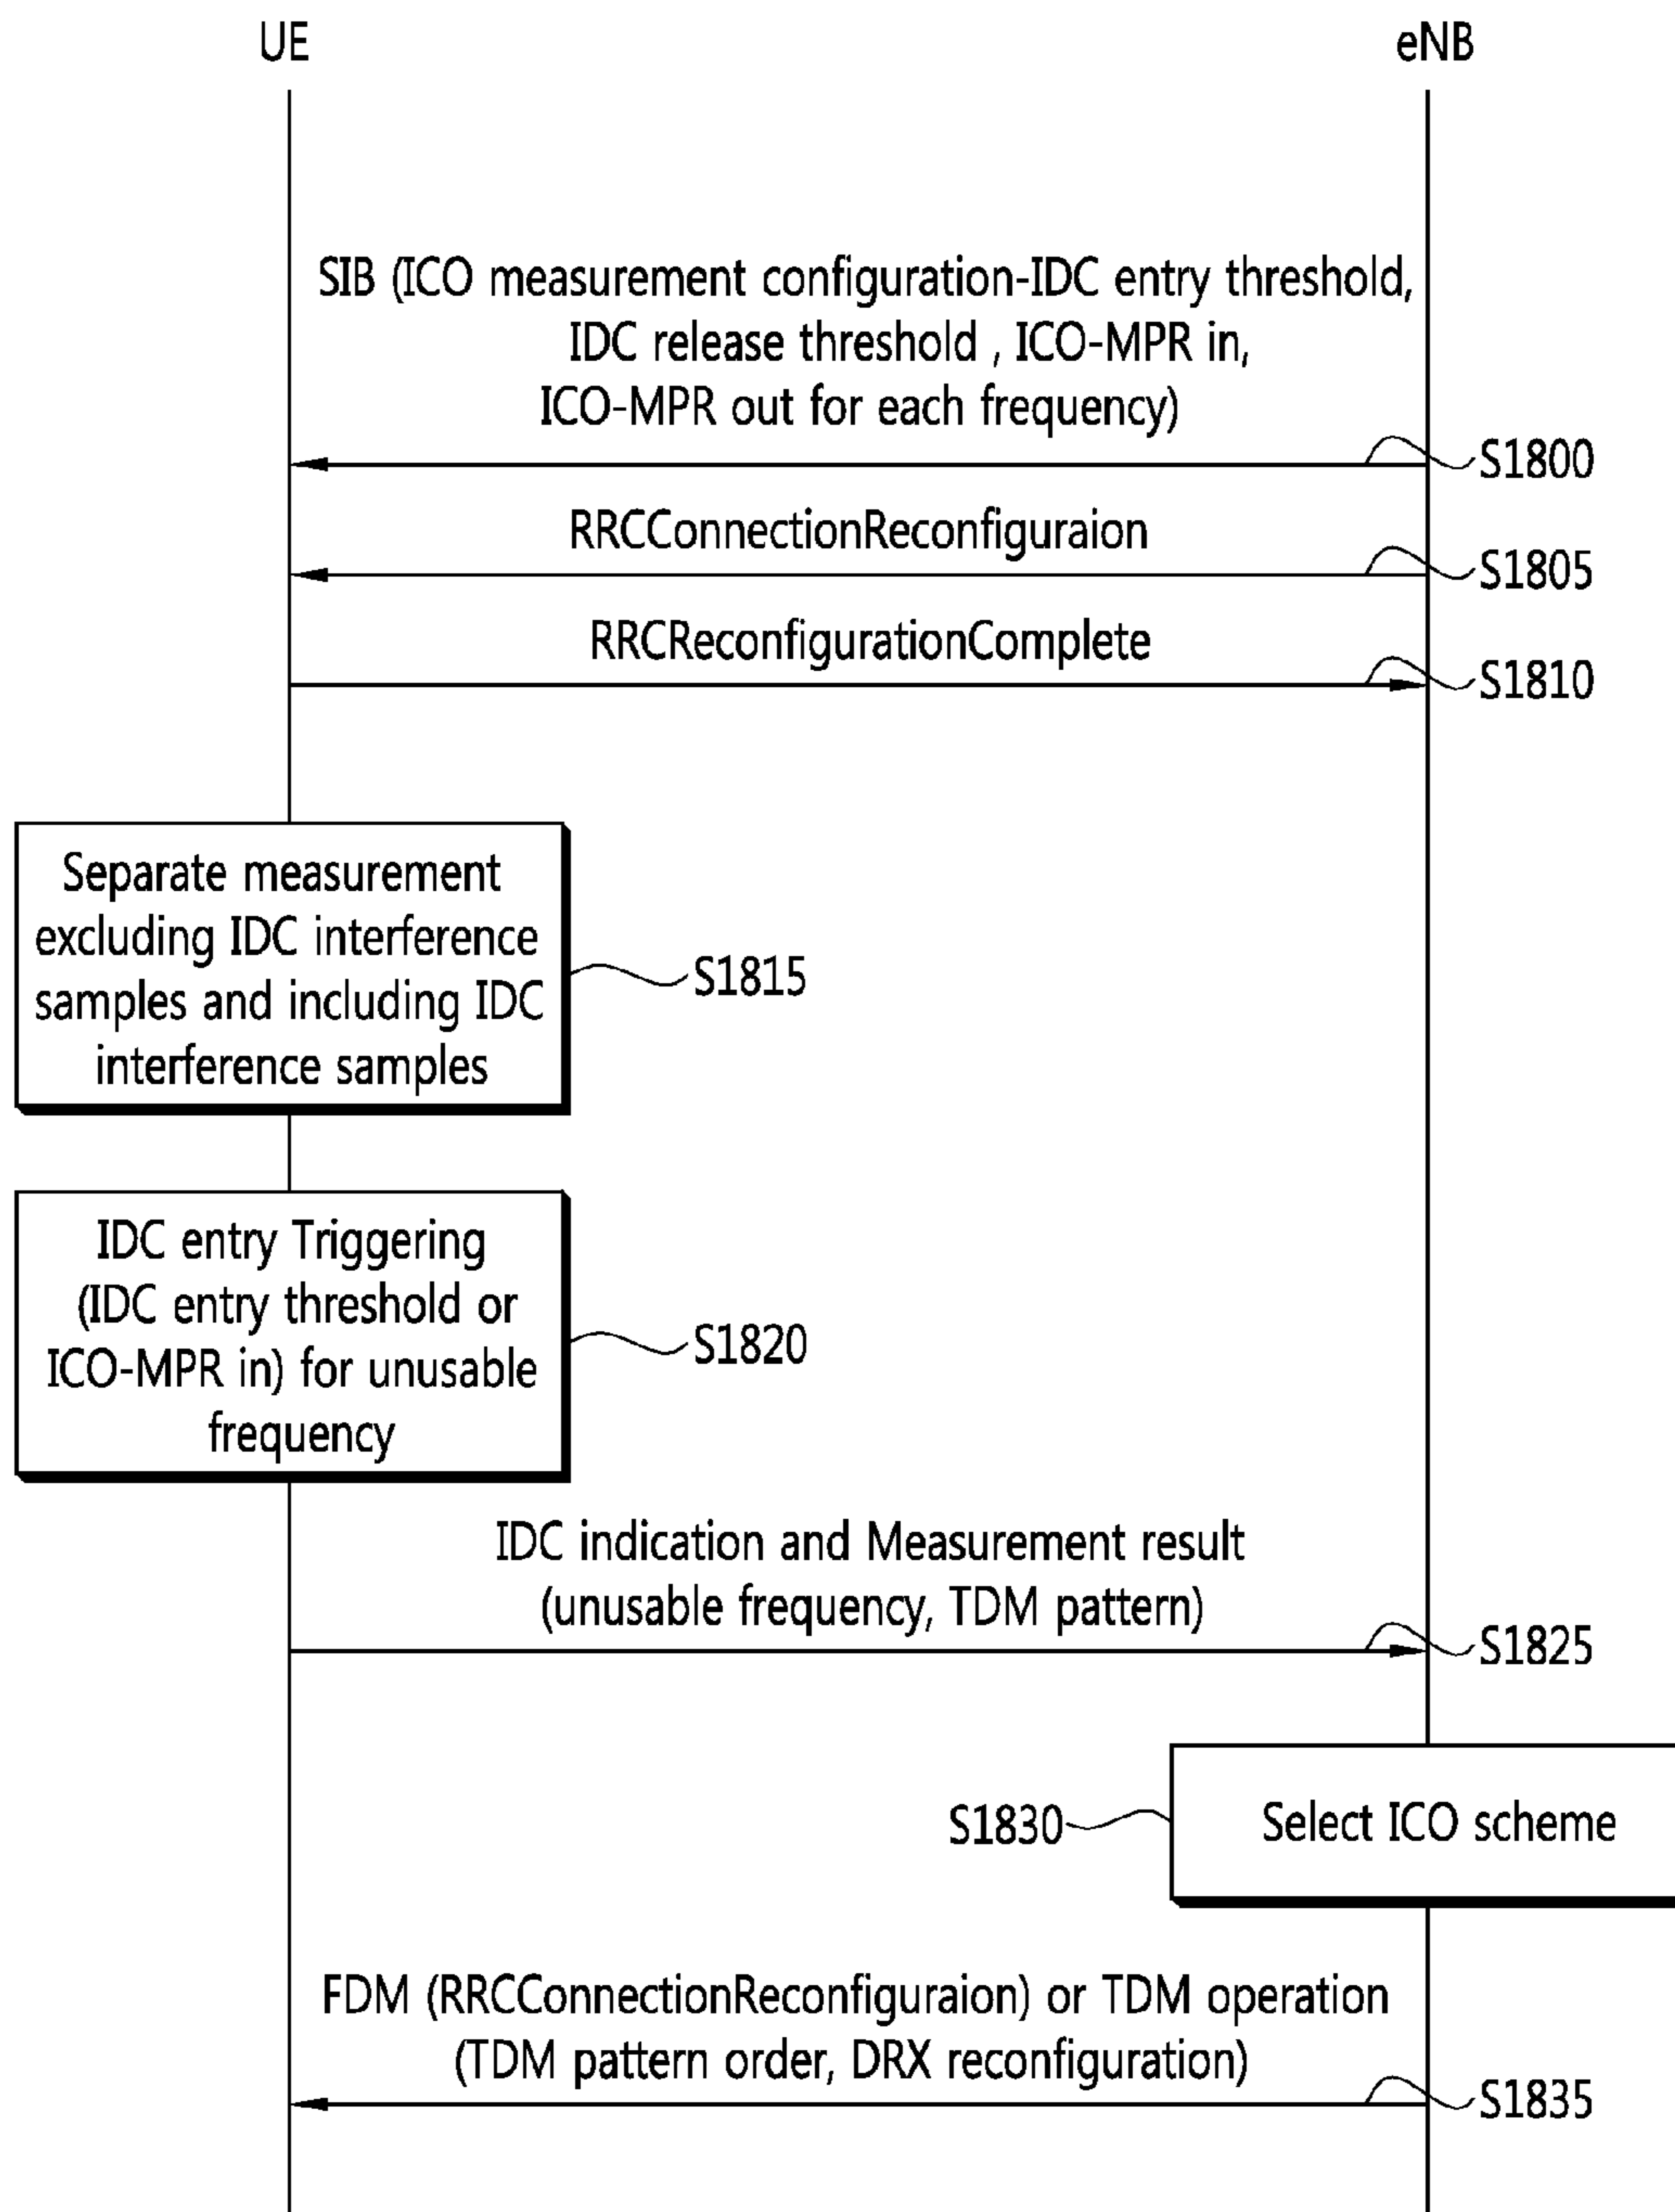 UE
eNB
SIB (ICO measurement configuration-IDC entry threshold,
IDC release threshold , ICO-MPR in,
ICO-MPR out for each frequency)
S1800
RRCConnectionReconfiguraion
S1805
RRCReconfigurationComplete
S1810
Separate measurement
excluding IDC interference
samples and including IDC
interference samples
S1815
IDC entry Triggering
(IDC entry threshold or
ICO-MPR in) for unusable
frequency
S1820
IDC indication and Measurement result
(unusable frequency, TDM pattern)
S1825
S1830
Select ICO scheme
FDM (RRCConnectionReconfiguraion) or TDM operation
(TDM pattern order, DRX reconfiguration)
S1835